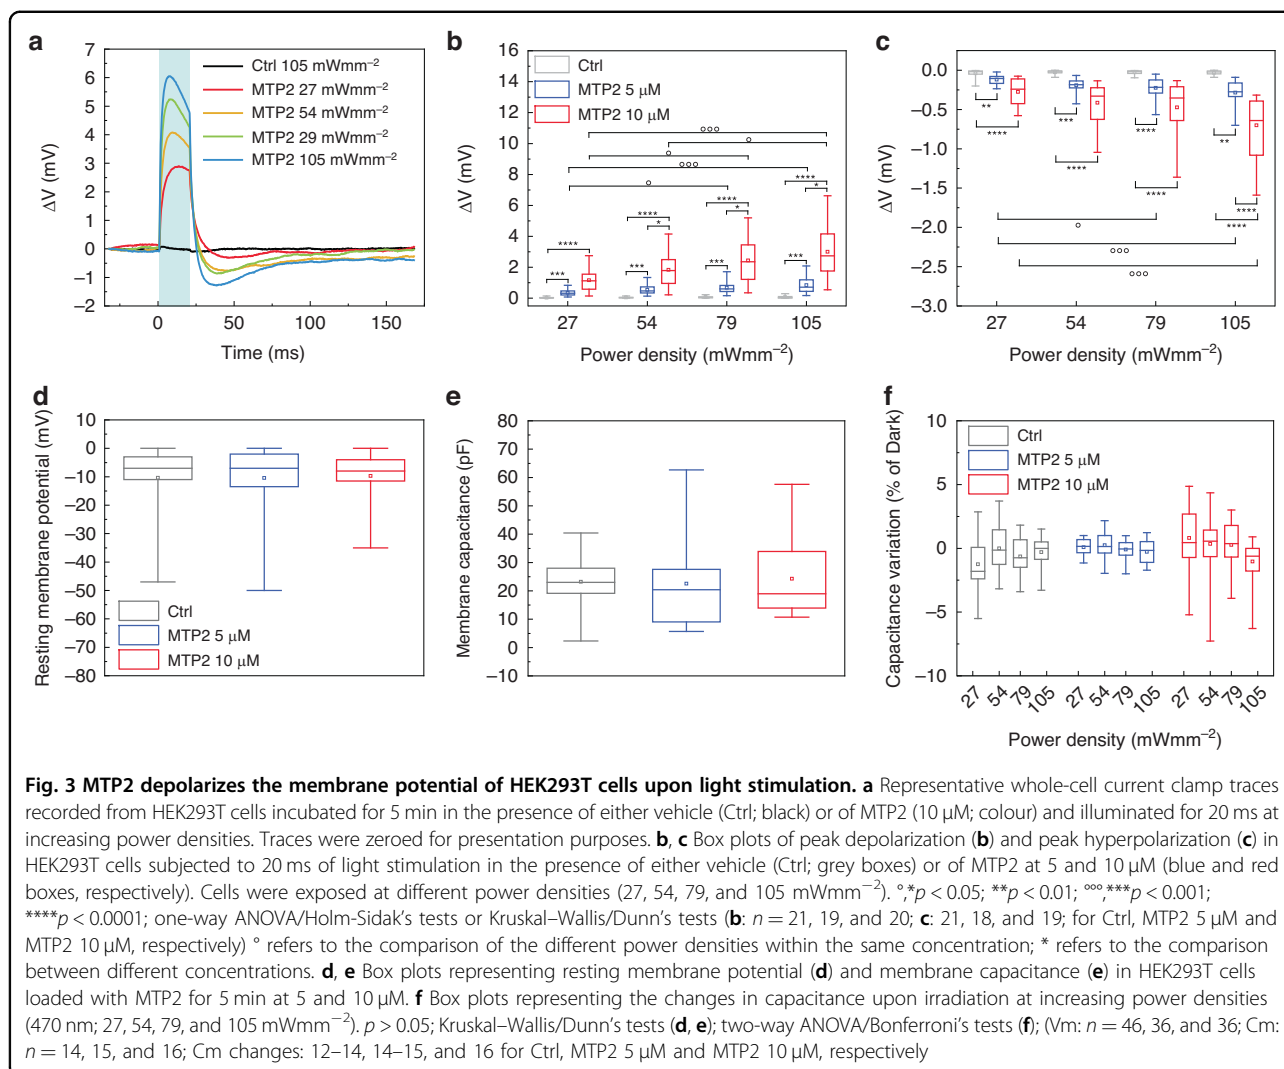 a
7
6
5
4
3
2
1
0
−1
−2
ΔV (mV)
0
50
100
150
Time (ms)
Ctrl 105 mWmm⁻²
MTP2 27 mWmm⁻²
MTP2 54 mWmm⁻²
MTP2 29 mWmm⁻²
MTP2 105 mWmm⁻²
b
16
14
12
10
8
6
4
2
0
ΔV (mV)
Ctrl
MTP2 5 μM
MTP2 10 μM
°°°
°
°
°°°
°
****
***
****
*
***
****
*
***
****
*
***
27
54
79
105
Power density (mWmm⁻²)
c
0.0
−0.5
−1.0
−1.5
−2.0
−2.5
−3.0
ΔV (mV)
**
****
***
****
****
****
**
****
****
°
°°°
°°°
27
54
79
105
Power density (mWmm⁻²)
d
10
0
−10
−20
−30
−40
−50
−60
−70
−80
Resting membrane potential (mV)
Ctrl
MTP2 5 μM
MTP2 10 μM
e
80
70
60
50
40
30
20
10
0
−10
Membrane capacitance (pF)
f
10
5
0
−5
−10
Capacitance variation (% of Dark)
Ctrl
MTP2 5 μM
MTP2 10 μM
27
54
79
105
27
54
79
105
27
54
79
105
Power density (mWmm⁻²)
Fig. 3 MTP2 depolarizes the membrane potential of HEK293T cells upon light stimulation. a Representative whole-cell current clamp traces
recorded from HEK293T cells incubated for 5 min in the presence of either vehicle (Ctrl; black) or of MTP2 (10 μM; colour) and illuminated for 20 ms at
increasing power densities. Traces were zeroed for presentation purposes. b, c Box plots of peak depolarization (b) and peak hyperpolarization (c) in
HEK293T cells subjected to 20 ms of light stimulation in the presence of either vehicle (Ctrl; grey boxes) or of MTP2 at 5 and 10 μM (blue and red
boxes, respectively). Cells were exposed at different power densities (27, 54, 79, and 105 mWmm⁻²). °,*p < 0.05; **p < 0.01; °°°,***p < 0.001;
****p < 0.0001; one-way ANOVA/Holm-Sidak's tests or Kruskal–Wallis/Dunn's tests (b: n = 21, 19, and 20; c: 21, 18, and 19; for Ctrl, MTP2 5 μM and
MTP2 10 μM, respectively) ° refers to the comparison of the different power densities within the same concentration; * refers to the comparison
between different concentrations. d, e Box plots representing resting membrane potential (d) and membrane capacitance (e) in HEK293T cells
loaded with MTP2 for 5 min at 5 and 10 μM. f Box plots representing the changes in capacitance upon irradiation at increasing power densities
(470 nm; 27, 54, 79, and 105 mWmm⁻²). p > 0.05; Kruskal–Wallis/Dunn's tests (d, e); two-way ANOVA/Bonferroni's tests (f); (Vm: n = 46, 36, and 36; Cm:
n = 14, 15, and 16; Cm changes: 12–14, 14–15, and 16 for Ctrl, MTP2 5 μM and MTP2 10 μM, respectively